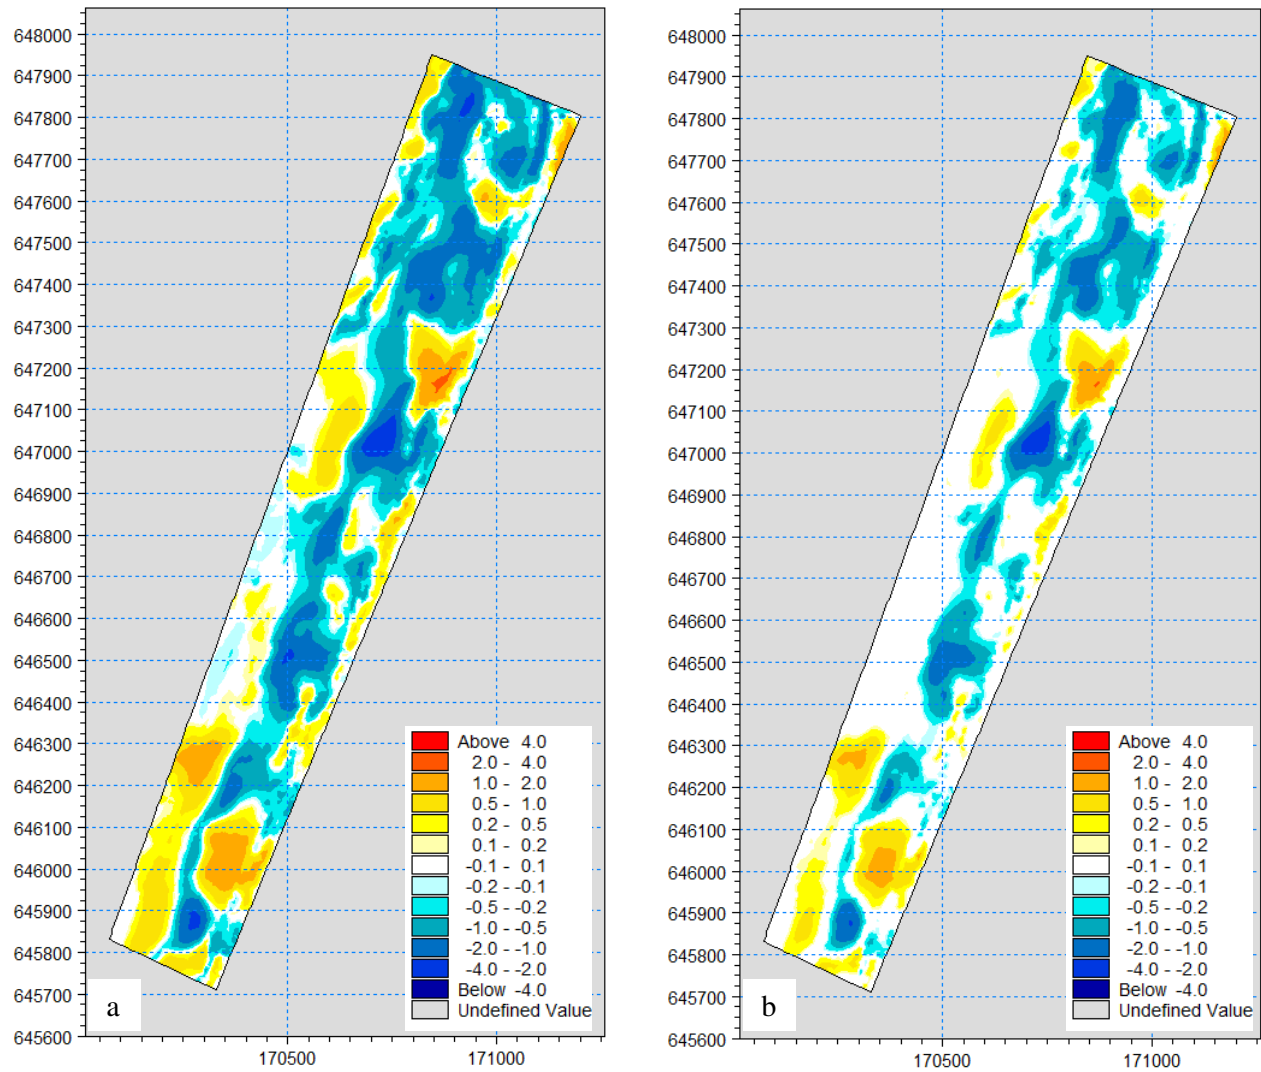 648000
647900
647800
647700
647600
647500
647400
647300
647200
647100
647000
646900
646800
646700
646600
646500
646400
646300
646200
646100
646000
645900
645800
645700
645600
170500 171000
Above 4.0
2.0 - 4.0
1.0 - 2.0
0.5 - 1.0
0.2 - 0.5
0.1 - 0.2
-0.1 - 0.1
-0.2 - -0.1
-0.5 - -0.2
-1.0 - -0.5
-2.0 - -1.0
-4.0 - -2.0
Below -4.0
Undefined Value
a
648000
647900
647800
647700
647600
647500
647400
647300
647200
647100
647000
646900
646800
646700
646600
646500
646400
646300
646200
646100
646000
645900
645800
645700
645600
170500 171000
Above 4.0
2.0 - 4.0
1.0 - 2.0
0.5 - 1.0
0.2 - 0.5
0.1 - 0.2
-0.1 - 0.1
-0.2 - -0.1
-0.5 - -0.2
-1.0 - -0.5
-2.0 - -1.0
-4.0 - -2.0
Below -4.0
Undefined Value
b